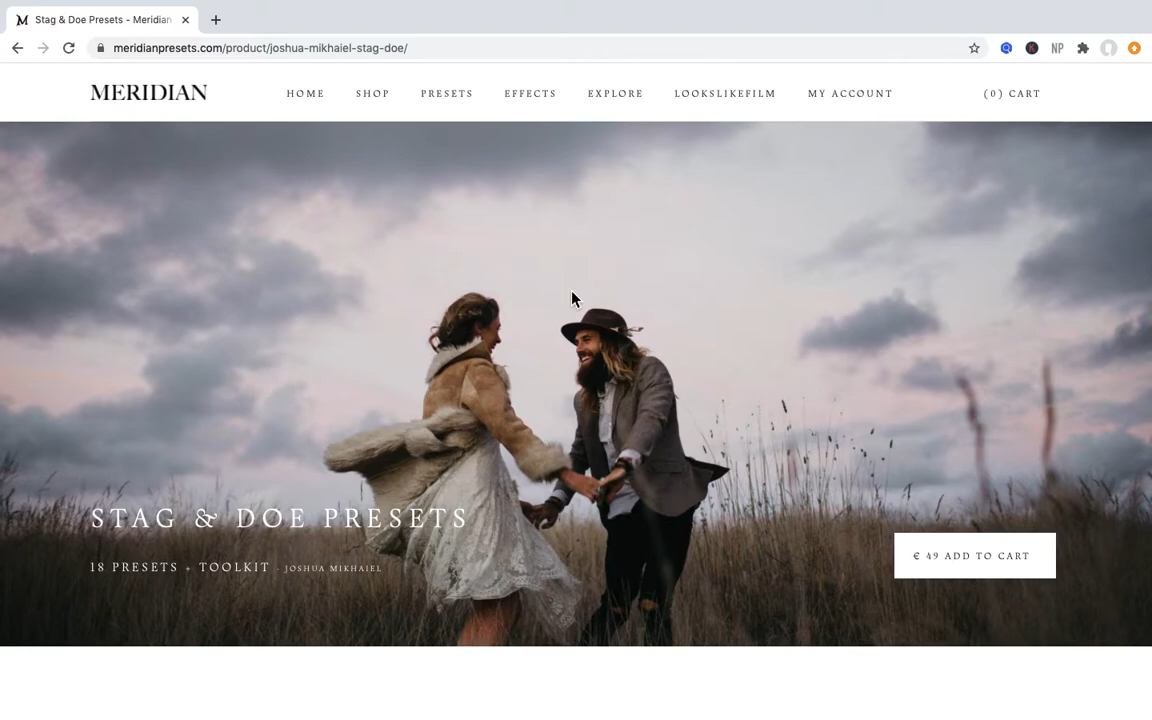 Stag & Doe Presets - Meridian
meridianpresets.com/product/joshua-mikhaiel-stag-doe/
NP
MERIDIAN
HOME SHOP PRESETS EFFECTS EXPLORE LOOKSLIKEFILM MY ACCOUNT (0) CART
STAG & DOE PRESETS
18 PRESETS + TOOLKIT - JOSHUA MIKHAIEL
€ 49 ADD TO CART